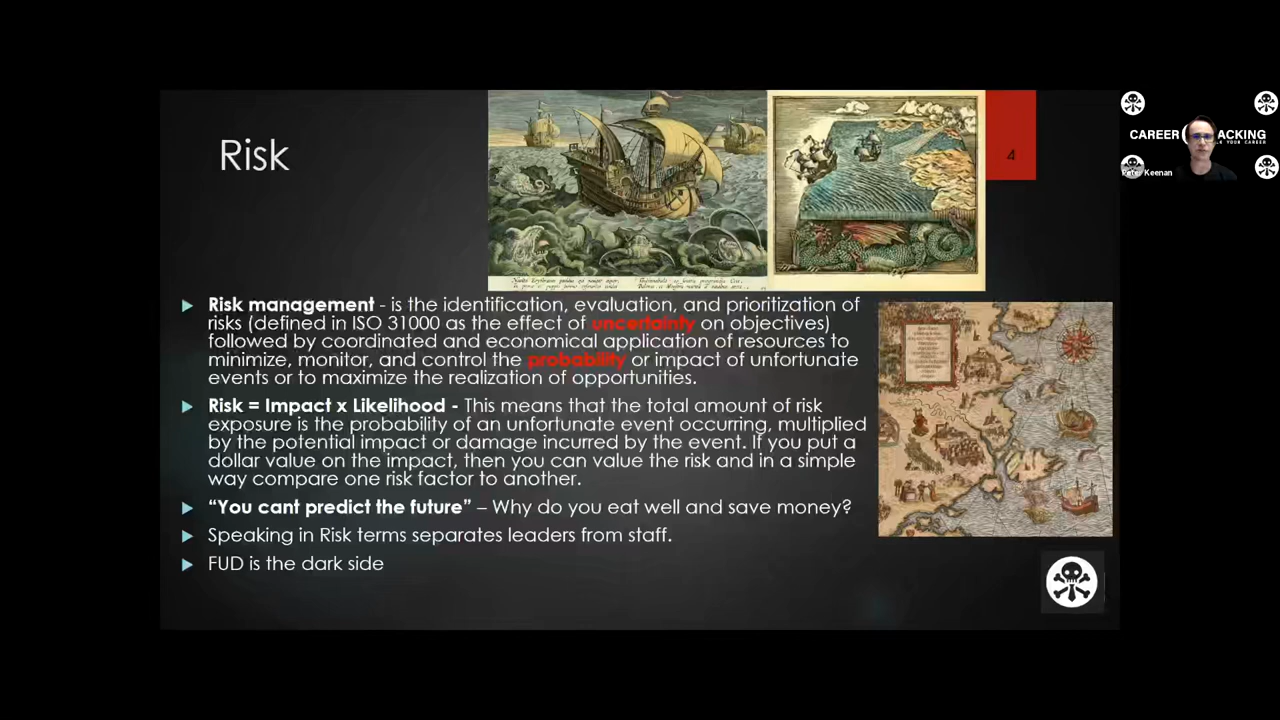 Risk
4
Risk management - is the identification, evaluation, and prioritization of
risks (defined in ISO 31000 as the effect of uncertainty on objectives)
followed by coordinated and economical application of resources to
minimize, monitor, and control the probability or impact of unfortunate
events or to maximize the realization of opportunities.
Risk = Impact x Likelihood - This means that the total amount of risk
exposure is the probability of an unfortunate event occurring, multiplied
by the potential impact or damage incurred by the event. If you put a
dollar value on the impact, then you can value the risk and in a simple
way compare one risk factor to another.
“You cant predict the future” – Why do you eat well and save money?
Speaking in Risk terms separates leaders from staff.
FUD is the dark side
CAREER ACKING
YOUR CAREER
Peter Keenan